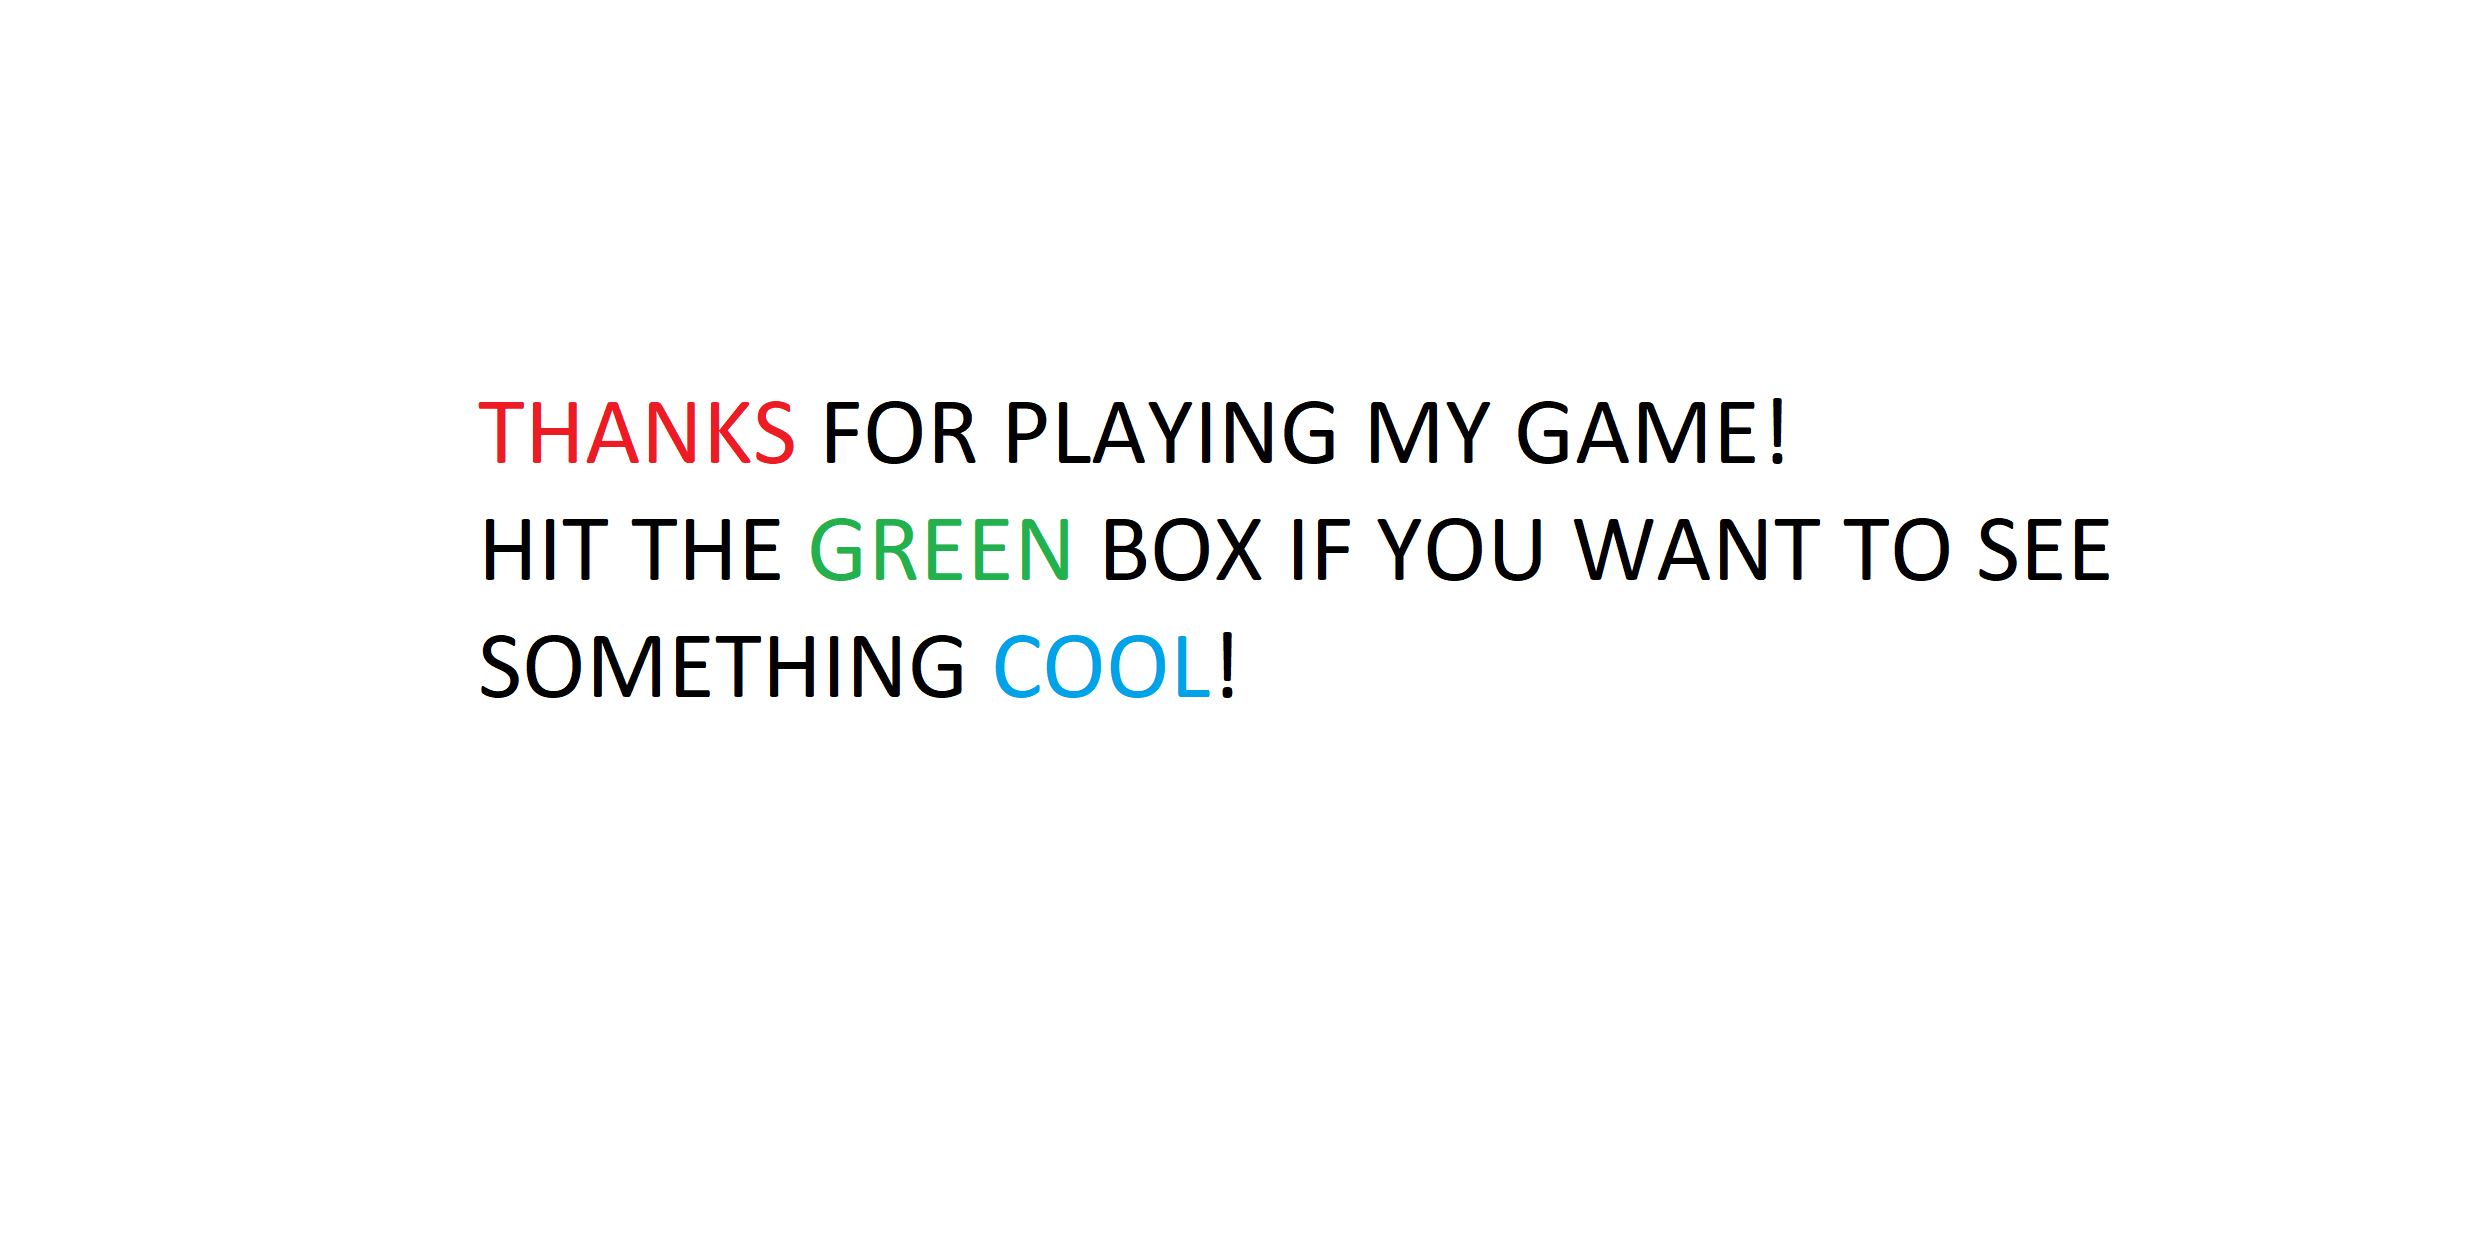 THANKS FOR PLAYING MY GAME!
HIT THE GREEN BOX IF YOU WANT TO SEE
SOMETHING COOL!